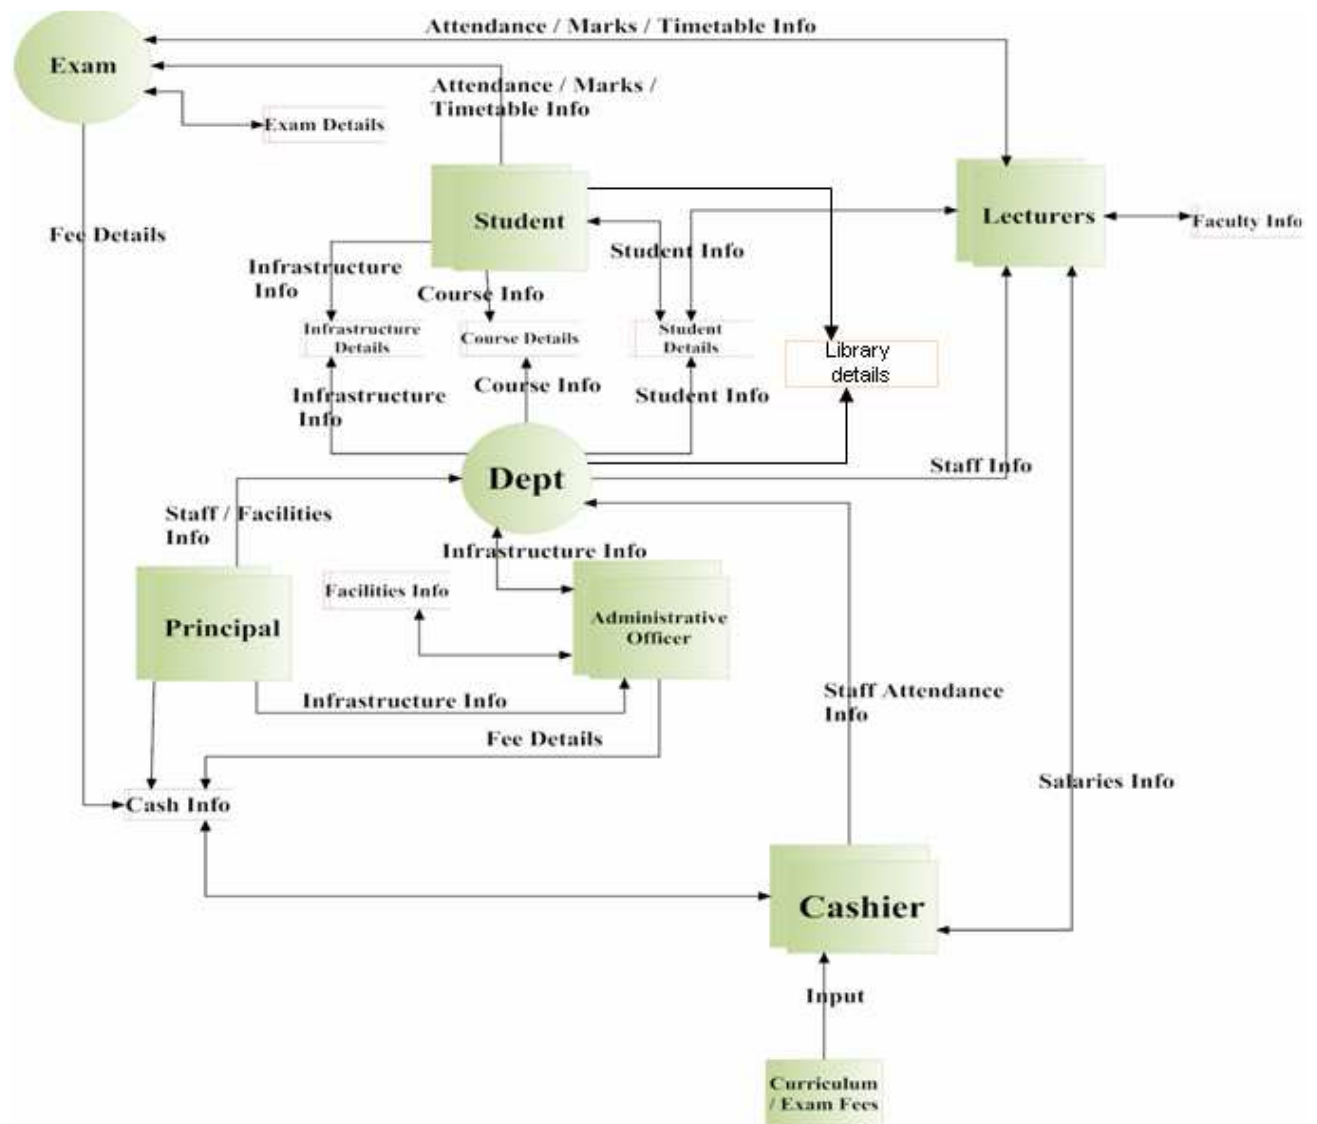 Attendance / Marks / Timetable Info
Exam
Attendance / Marks /
Timetable Info
Exam Details
Student
Lecturers
Faculty Info
Fee Details
Student Info
Infrastructure
Info
Course Info
Infrastructure
Details
Course Details
Student
Details
Library
details
Infrastructure
Info
Course Info
Student Info
Staff Info
Dept
Staff / Facilities
Info
Infrastructure Info
Facilities Info
Administrative
Officer
Principal
Infrastructure Info
Fee Details
Staff Attendance
Info
Salaries Info
Cash Info
Cashier
Input
Curriculum
/ Exam Fees